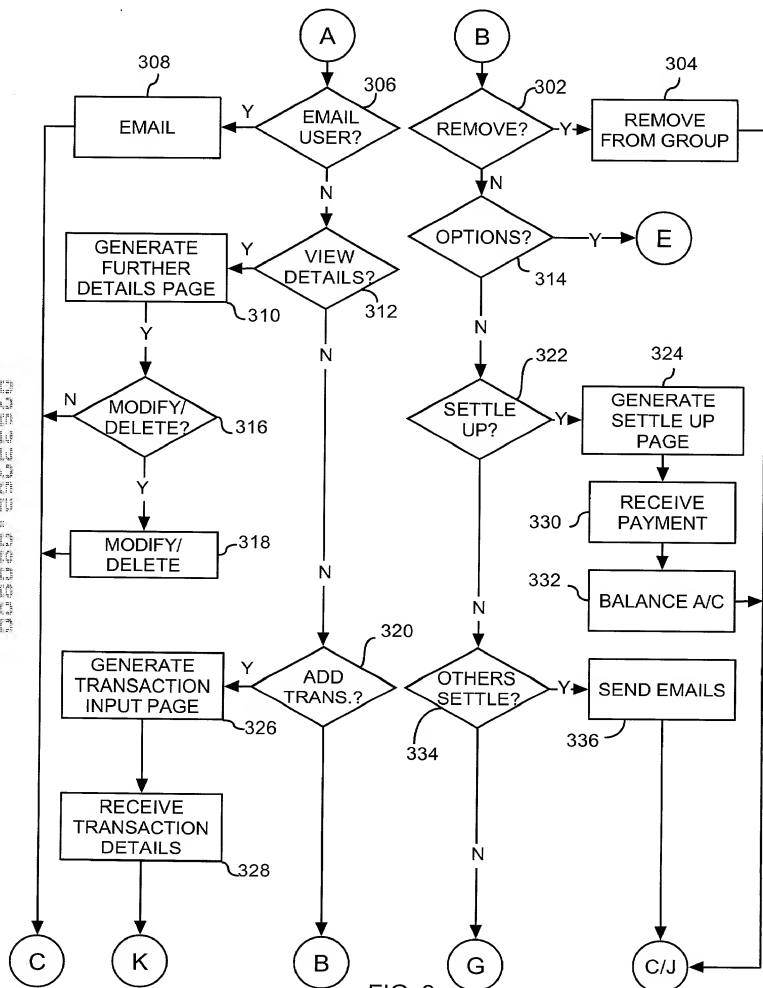 A
B
308
306
302
304
EMAIL
Y
EMAIL
USER?
REMOVE?
Y
REMOVE
FROM GROUP
N
N
GENERATE
FURTHER
DETAILS PAGE
Y
VIEW
DETAILS?
OPTIONS?
Y
E
310
312
314
Y
N
N
322
324
N
MODIFY/
DELETE?
316
SETTLE
UP?
Y
GENERATE
SETTLE UP
PAGE
Y
RECEIVE
PAYMENT
330
MODIFY/
DELETE
318
N
332
BALANCE A/C
N
320
GENERATE
TRANSACTION
INPUT PAGE
Y
ADD
TRANS.?
OTHERS
SETTLE?
Y
SEND EMAILS
326
334
336
RECEIVE
TRANSACTION
DETAILS
328
N
C
K
B
G
C/J